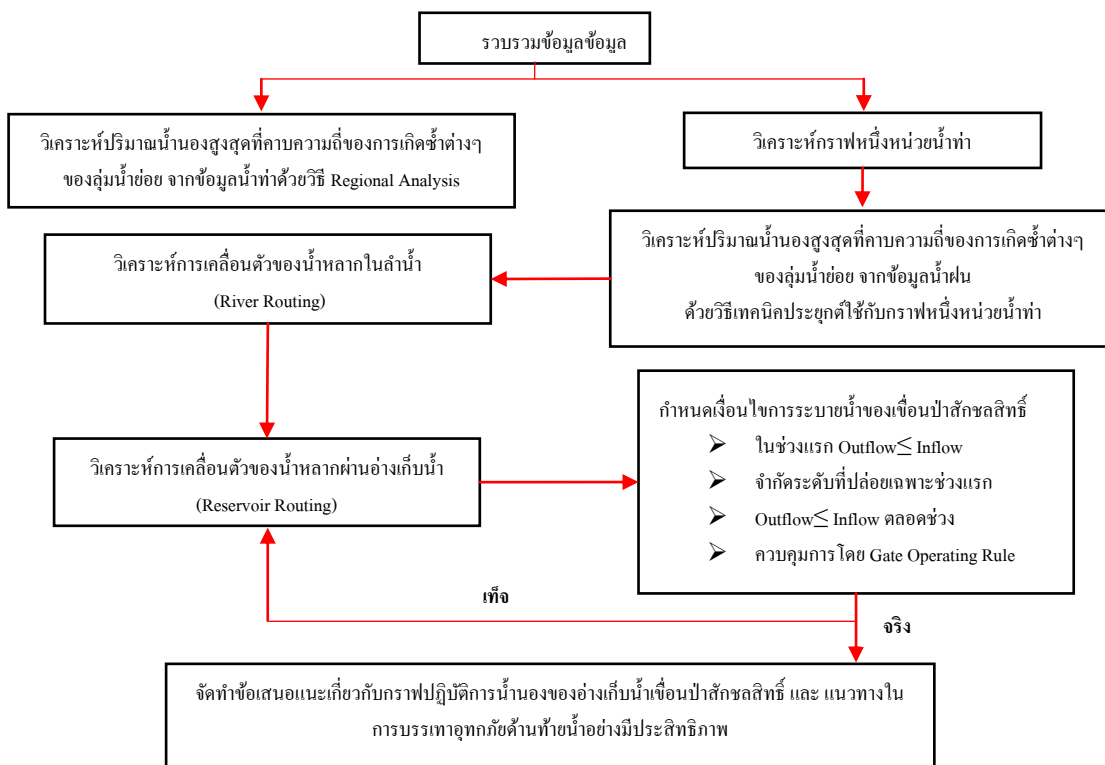 รวบรวมข้อมูลข้อมูล
วิเคราะห์ปริมาณน้ำนองสูงสุดที่คาบความถี่ของการเกิดซ้ำต่างๆ
ของลุ่มน้ำย่อย จากข้อมูลน้ำท่าด้วยวิธี Regional Analysis
วิเคราะห์กราฟหนึ่งหน่วยน้ำท่า
วิเคราะห์ปริมาณน้ำนองสูงสุดที่คาบความถี่ของการเกิดซ้ำต่างๆ
ของลุ่มน้ำย่อย จากข้อมูลน้ำฝน
ด้วยวิธีเทคนิคประยุกต์ใช้กับกราฟหนึ่งหน่วยน้ำท่า
วิเคราะห์การเคลื่อนตัวของน้ำหลากในลำน้ำ
(River Routing)
วิเคราะห์การเคลื่อนตัวของน้ำหลากผ่านอ่างเก็บน้ำ
(Reservoir Routing)
กำหนดเงื่อนไขการระบายน้ำของเขื่อนป่าสักชลสิทธิ์
➢ ในช่วงแรก Outflow≤ Inflow
➢ จำกัดระดับที่ปล่อยเฉพาะช่วงแรก
➢ Outflow≤ Inflow ตลอดช่วง
➢ ควบคุมการโดย Gate Operating Rule
เท็จ
จริง
จัดทำข้อเสนอแนะเกี่ยวกับกราฟปฏิบัติการน้ำนองของอ่างเก็บน้ำเขื่อนป่าสักชลสิทธิ์ และ แนวทางใน
การบรรเทาอุทกภัยด้านท้ายน้ำอย่างมีประสิทธิภาพ